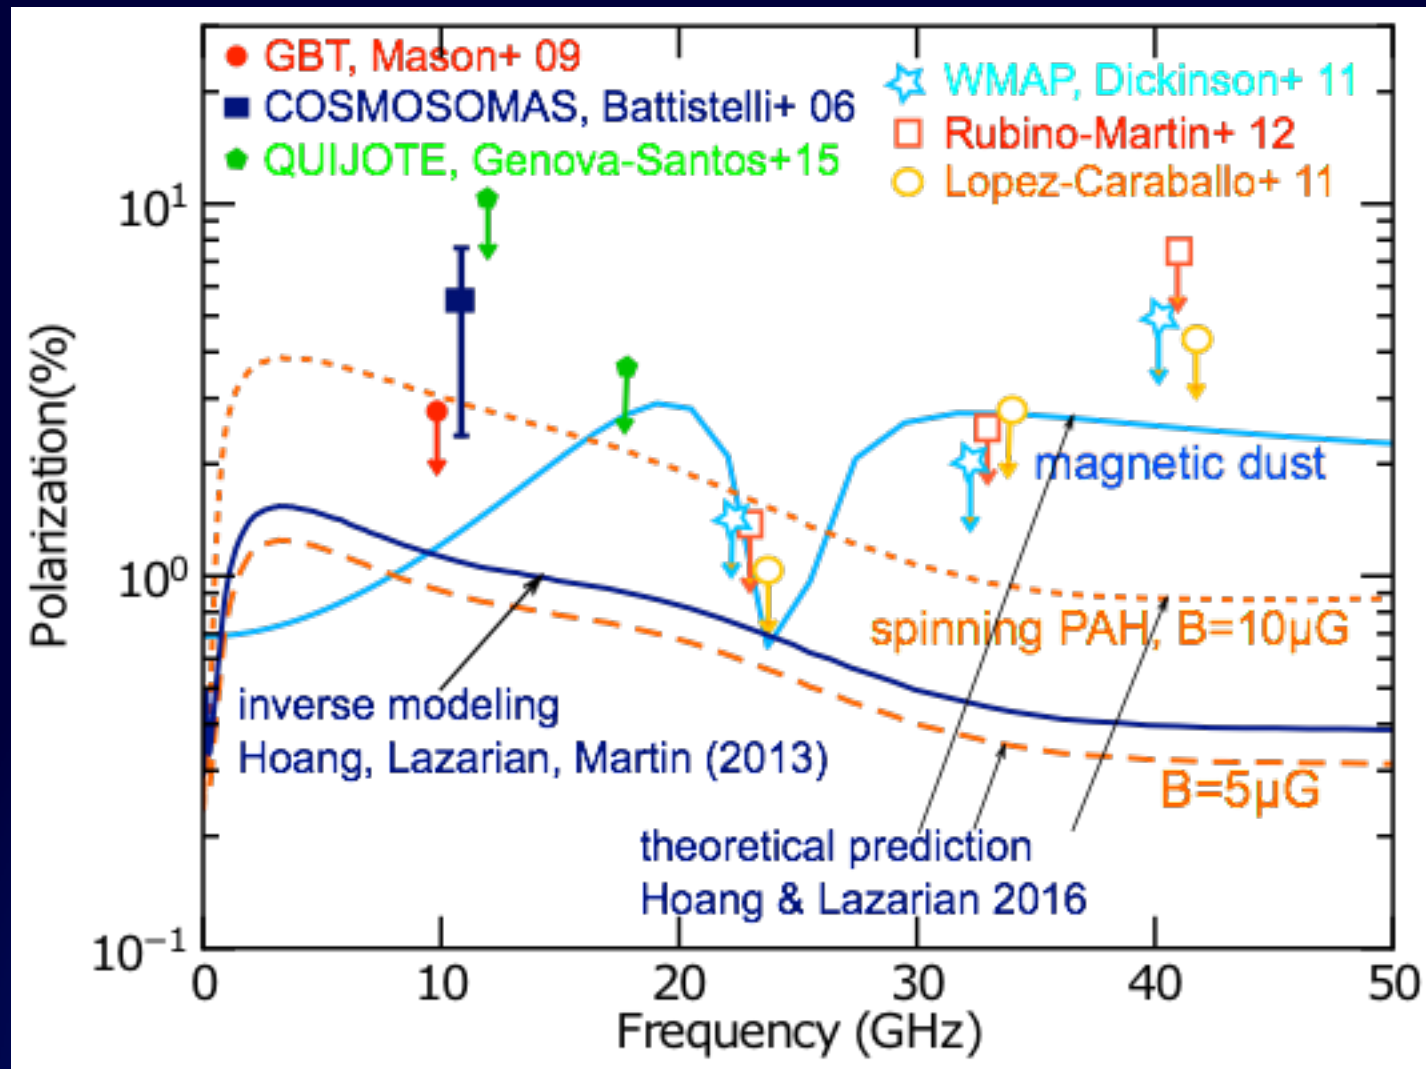 GBT, Mason+ 09
COSMOSOMAS, Battistelli+ 06
QUIJOTE, Genova-Santos+15
WMAP, Dickinson+ 11
Rubino-Martin+ 12
Lopez-Caraballo+ 11
10¹
10⁰
10⁻¹
Polarization(%)
magnetic dust
spinning PAH, B=10μG
inverse modeling
Hoang, Lazarian, Martin (2013)
B=5μG
theoretical prediction
Hoang & Lazarian 2016
0 10 20 30 40 50
Frequency (GHz)